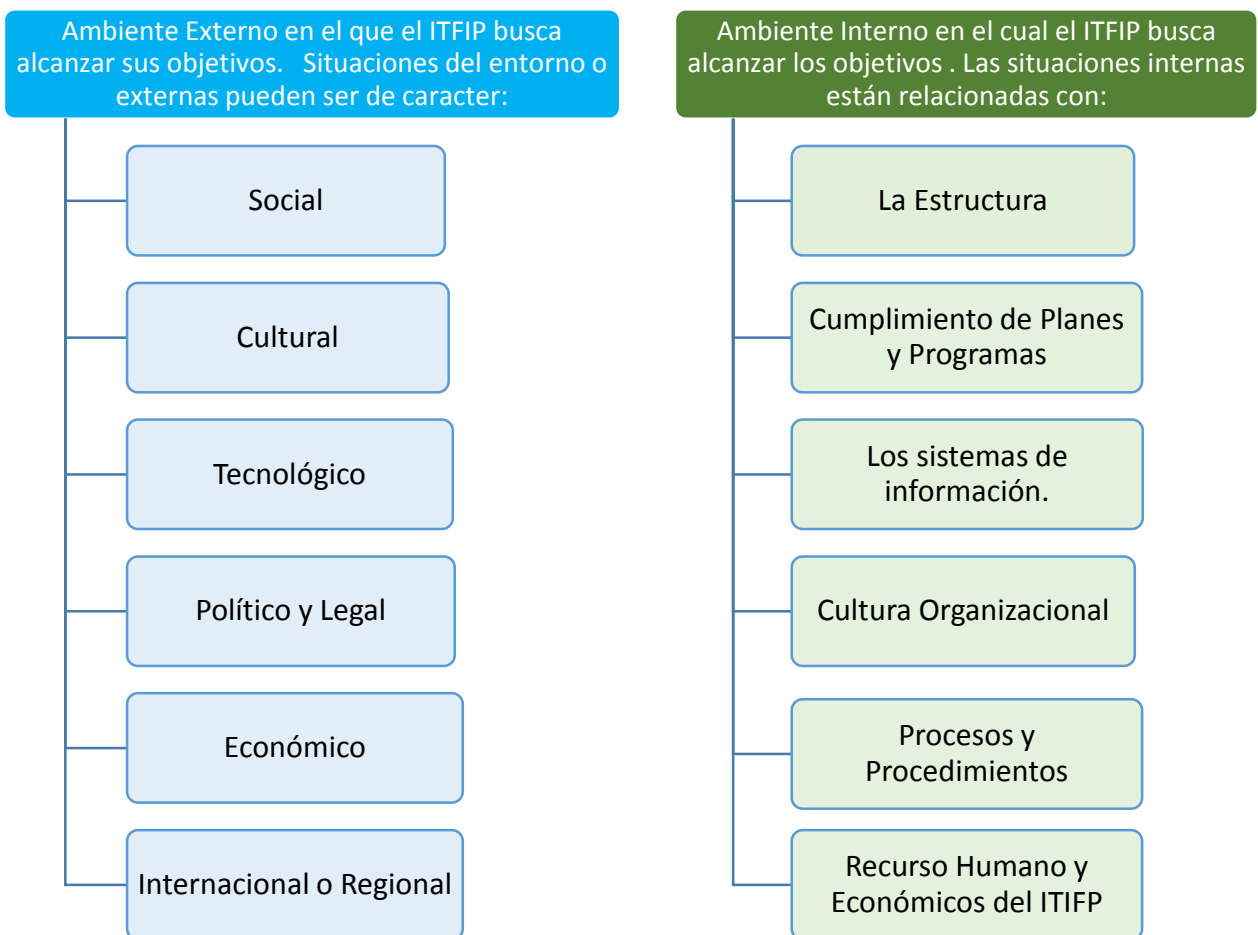 Ambiente Externo en el que el ITFIP busca
alcanzar sus objetivos. Situaciones del entorno o
externas pueden ser de caracter:
Social
Cultural
Tecnológico
Político y Legal
Económico
Internacional o Regional
Ambiente Interno en el cual el ITFIP busca
alcanzar los objetivos . Las situaciones internas
están relacionadas con:
La Estructura
Cumplimiento de Planes
y Programas
Los sistemas de
información.
Cultura Organizacional
Procesos y
Procedimientos
Recurso Humano y
Económicos del ITIFP